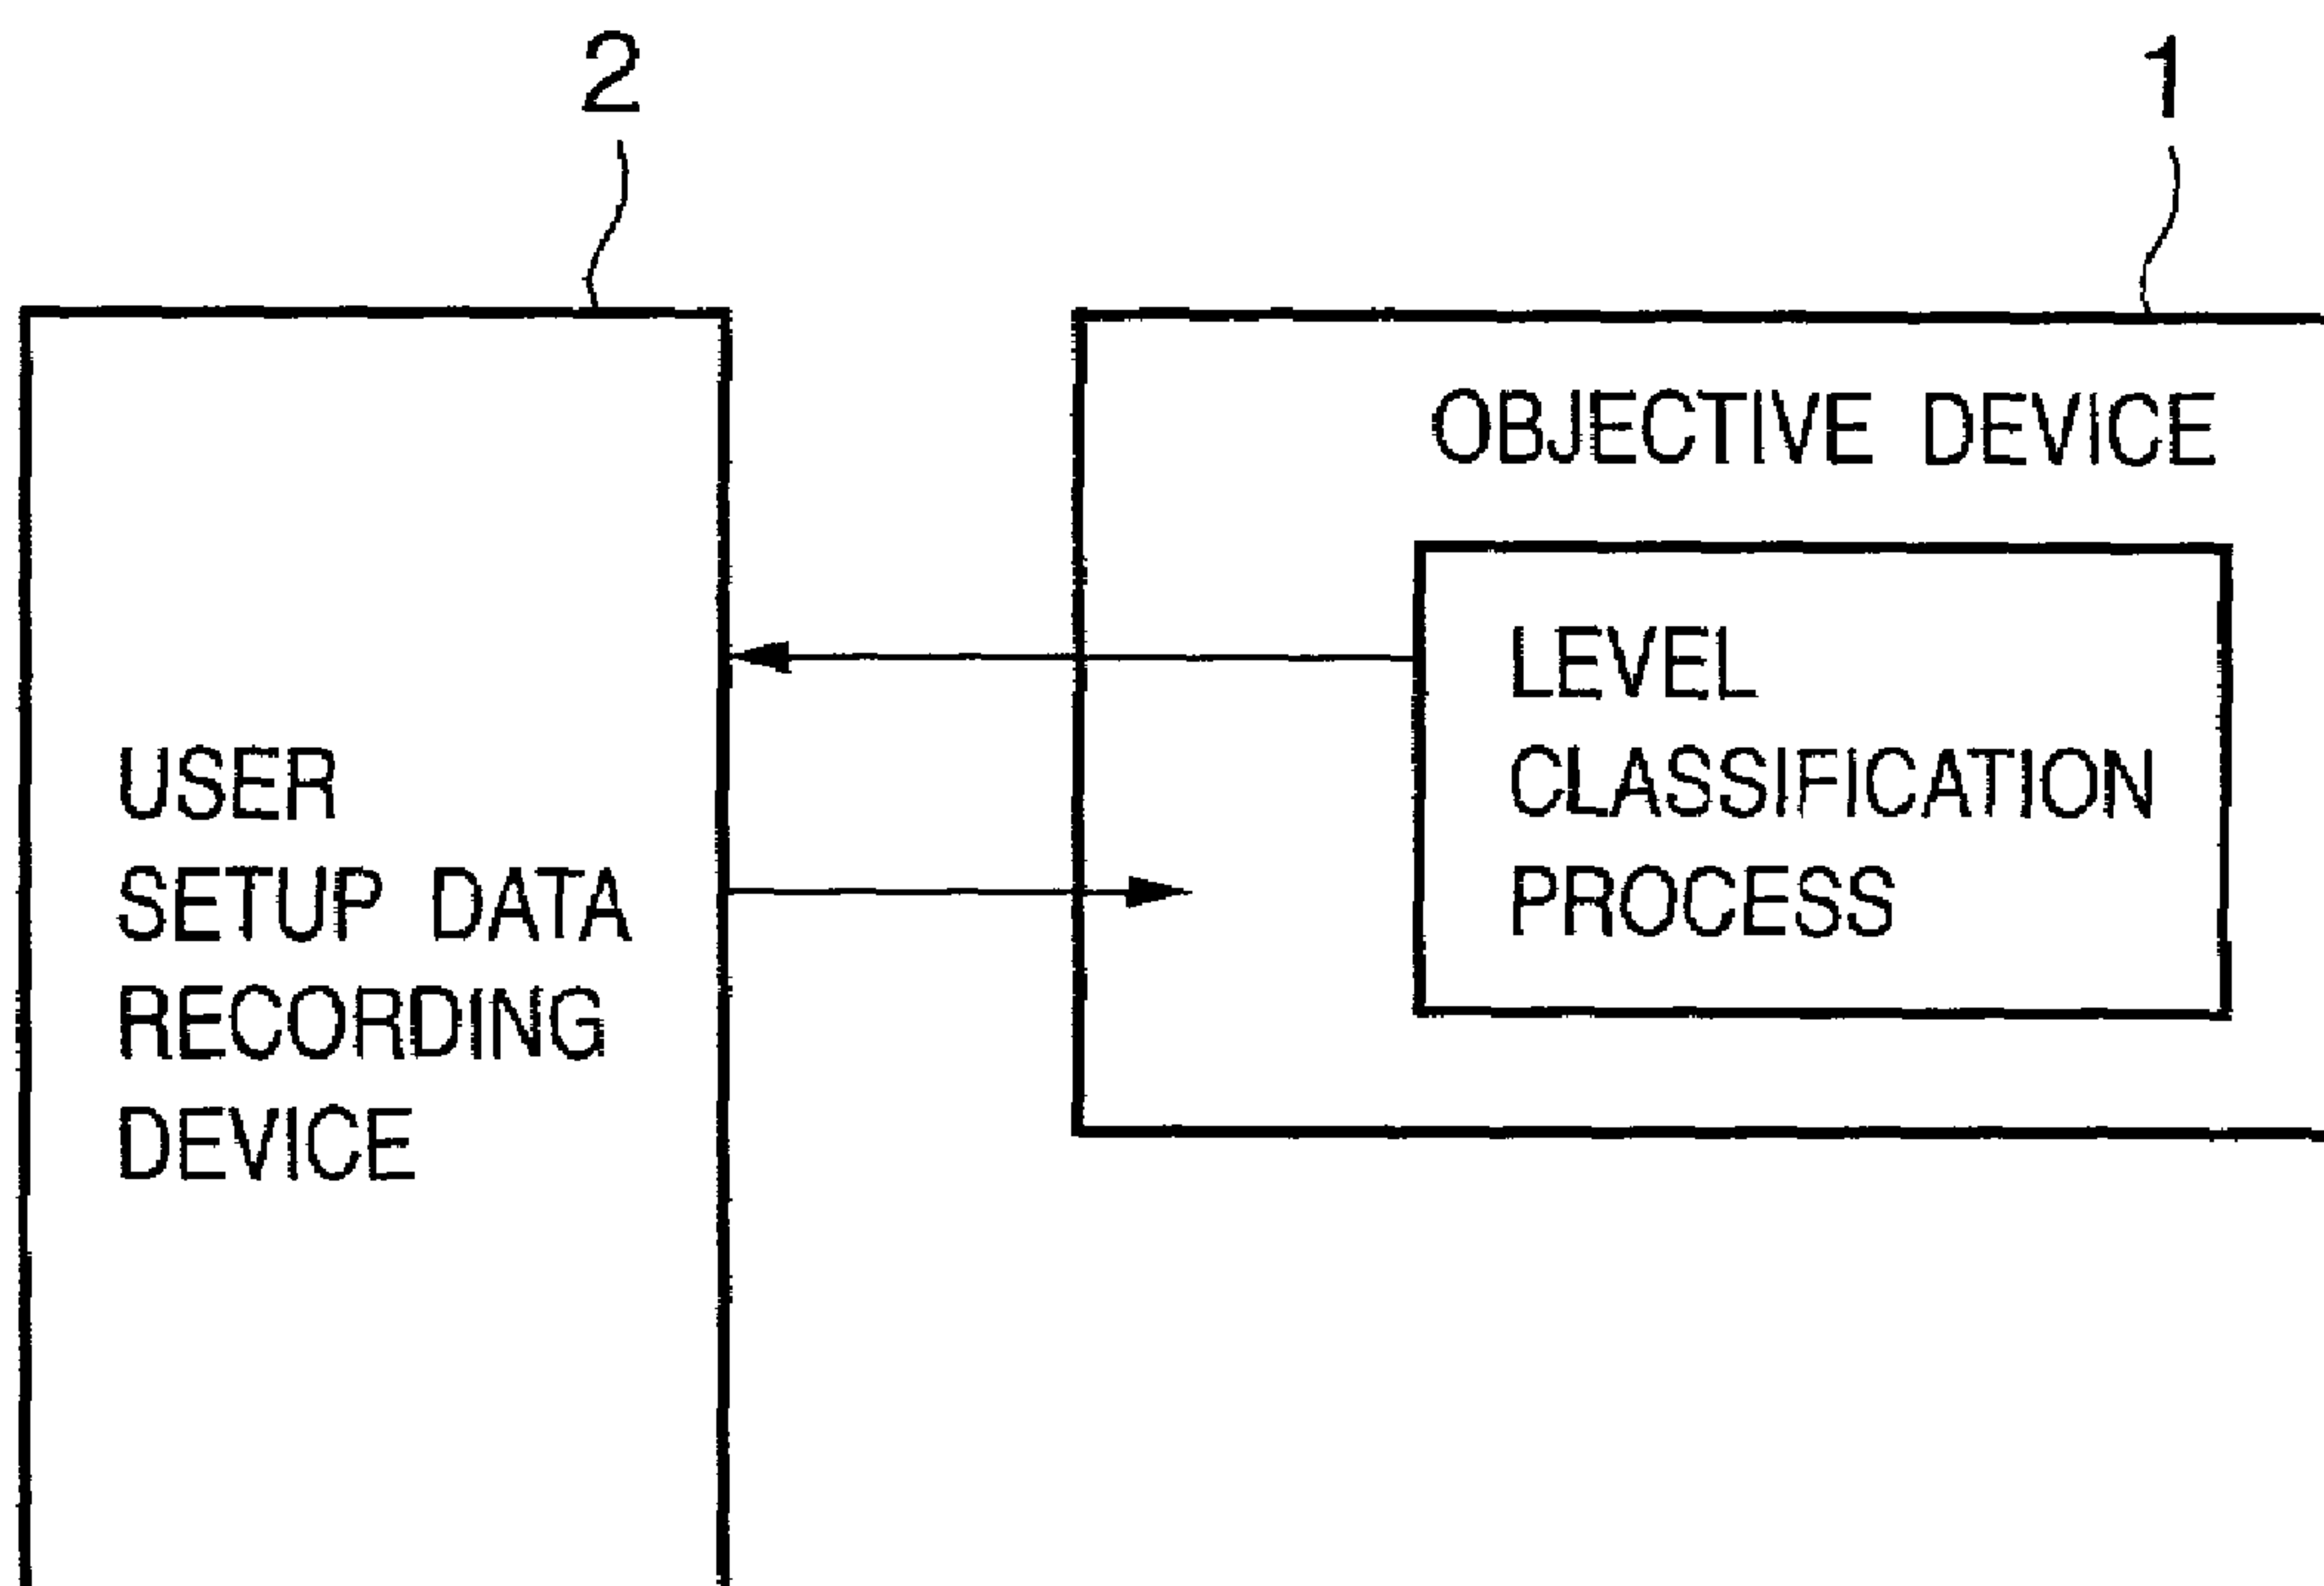 2
1
OBJECTIVE DEVICE
LEVEL
CLASSIFICATION
PROCESS
USER
SETUP DATA
RECORDING
DEVICE